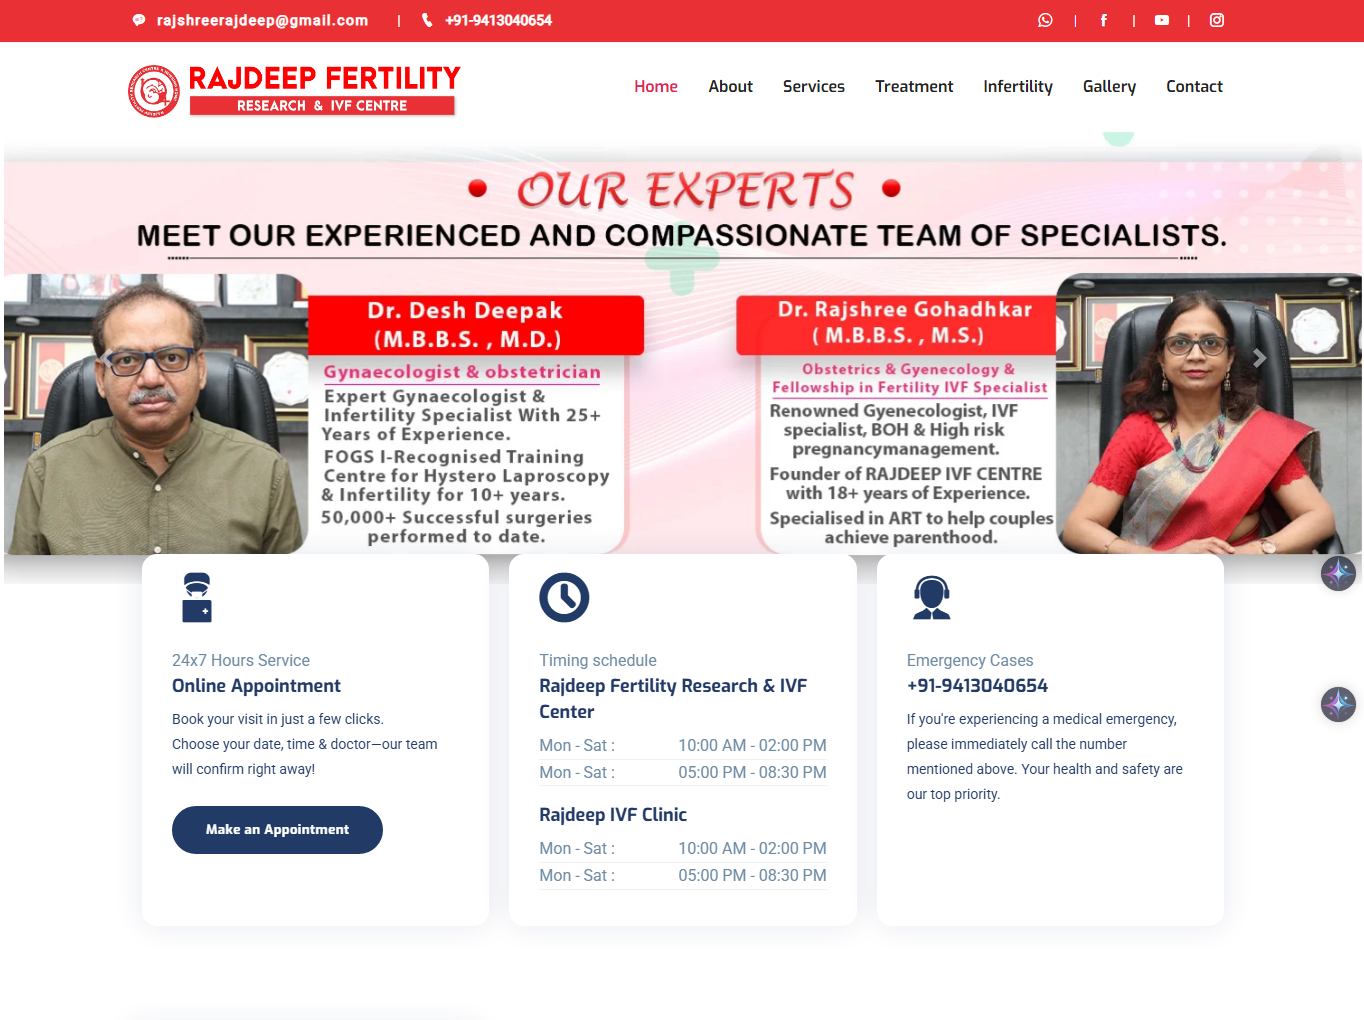 rajshreerajdeep@gmail.com | +91-9413040654 | | |
RAJDEEP FERTILITY
RESEARCH & IVF CENTRE
Home About Services Treatment Infertility Gallery Contact
OUR EXPERTS
MEET OUR EXPERIENCED AND COMPASSIONATE TEAM OF SPECIALISTS.
Dr. Desh Deepak
(M.B.B.S. , M.D.)
Gynaecologist & obstetrician
Expert Gynaecologist &
Infertility Specialist With 25+
Years of Experience.
FOGS I-Recognised Training
Centre for Hystero Laproscopy
& Infertility for 10+ years.
50,000+ Successful surgeries
performed to date.
Dr. Rajshree Gohadhkar
( M.B.B.S. , M.S.)
Obstetrics & Gyenecology &
Fellowship in Fertility IVF Specialist
Renowned Gyenecologist, IVF
specialist, BOH & High risk
pregnancymanagement.
Founder of RAJDEEP IVF CENTRE
with 18+ years of Experience.
Specialised in ART to help couples
achieve parenthood.
24x7 Hours Service
Online Appointment
Book your visit in just a few clicks.
Choose your date, time & doctor—our team
will confirm right away!
Make an Appointment
Timing schedule
Rajdeep Fertility Research & IVF
Center
Mon - Sat : 10:00 AM - 02:00 PM
Mon - Sat : 05:00 PM - 08:30 PM
Rajdeep IVF Clinic
Mon - Sat : 10:00 AM - 02:00 PM
Mon - Sat : 05:00 PM - 08:30 PM
Emergency Cases
+91-9413040654
If you're experiencing a medical emergency,
please immediately call the number
mentioned above. Your health and safety are
our top priority.